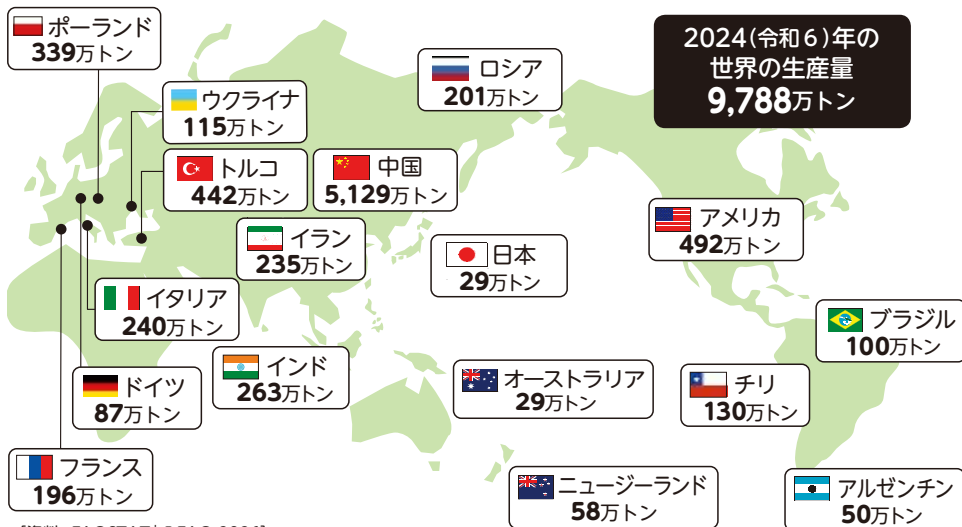 ポーランド
339万トン
ロシア
201万トン
2024(令和6)年の
世界の生産量
9,788万トン
ウクライナ
115万トン
トルコ
442万トン
中国
5,129万トン
アメリカ
492万トン
イラン
235万トン
日本
29万トン
イタリア
240万トン
ブラジル
100万トン
インド
263万トン
ドイツ
87万トン
オーストラリア
29万トン
チリ
130万トン
フランス
196万トン
ニュージーランド
58万トン
アルゼンチン
50万トン